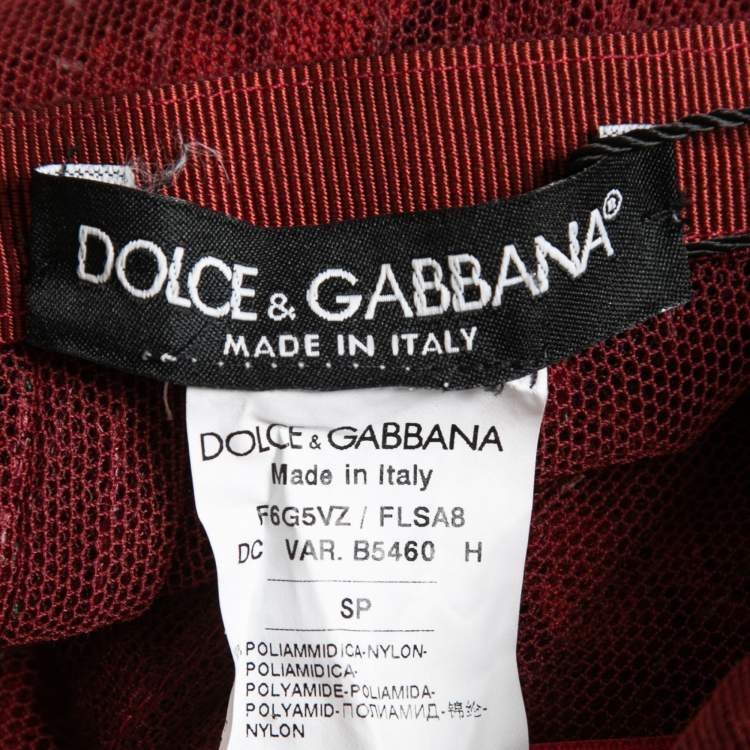 DOLCE & GABBANA®
MADE IN ITALY
DOLCE & GABBANA
Made in Italy
F6G5VZ / FLSA8
DC VAR. B5460 H
SP
POLIAMMIDICA-NYLON-
POLIAMIDICA-
POLYAMIDE-POLIAMIDA-
POLYAMID-ПОЛИАМИД-锦纶-
NYLON